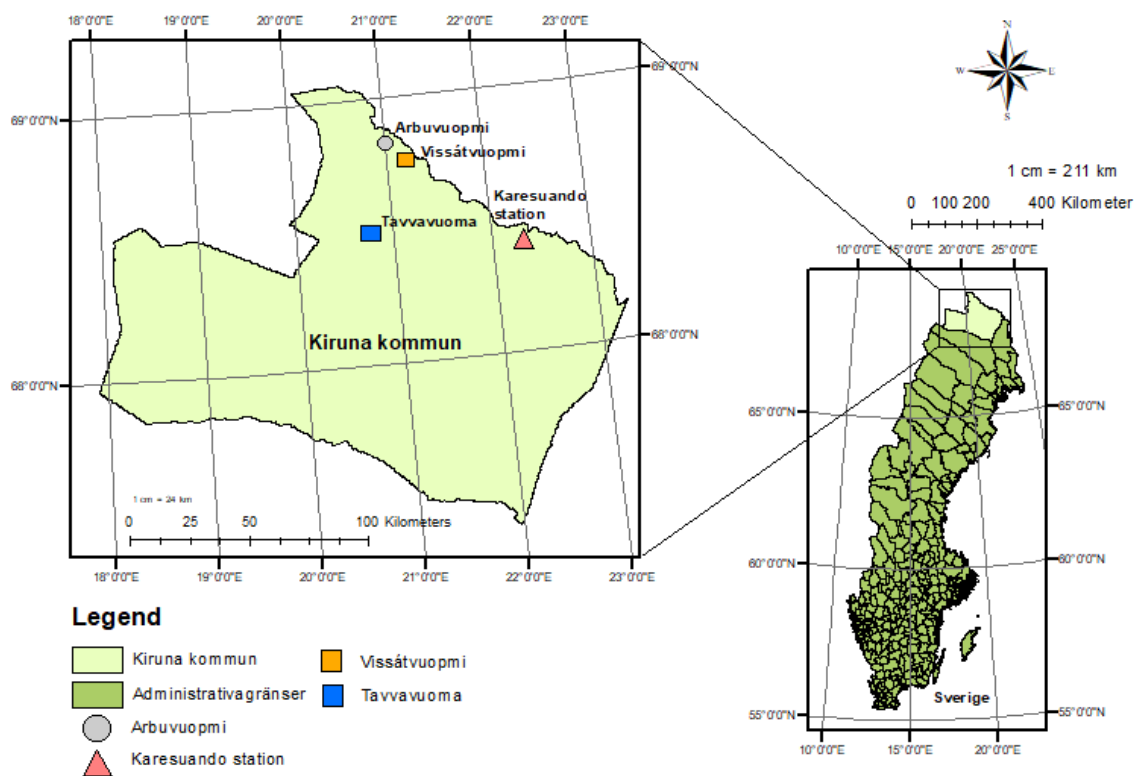 18°0'0"E 19°0'0"E 20°0'0"E 21°0'0"E 22°0'0"E 23°0'0"E
69°0'0"N
69°0'0"N
Arbuvuopmi
Vissátvuopmi
Karesuando
station
Tavvavuoma
Kiruna kommun
68°0'0"N
68°0'0"N
1 cm = 24 km
0 25 50 100 Kilometers
18°0'0"E 19°0'0"E 20°0'0"E 21°0'0"E 22°0'0"E 23°0'0"E
N
W E
S
1 cm = 211 km
0 100 200 400 Kilometer
10°0'0"E 15°0'0"E 20°0'0"E 25°0'0"E
65°0'0"N
65°0'0"N
60°0'0"N
60°0'0"N
Sverige
55°0'0"N
55°0'0"N
10°0'0"E 15°0'0"E 20°0'0"E
Legend
Kiruna kommun
Administrativa gränser
Arbuvuopmi
Karesuando station
Vissátvuopmi
Tavvavuoma